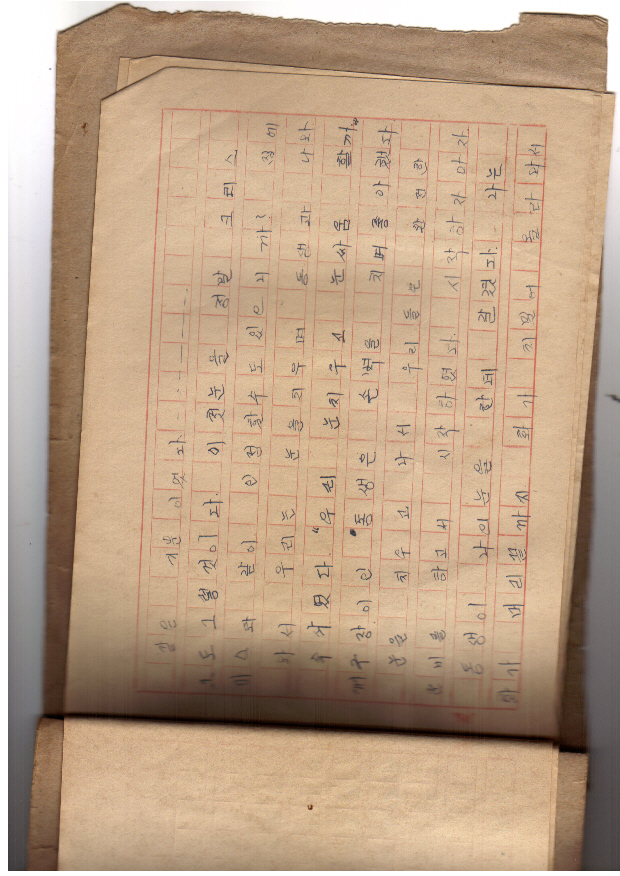 같은 기분 이었다.
그도 그럴것이다. 이 첫눈을 정말 크리스
마스와 같이 인정할수도 있으니까! 집에
와서 우리는 눈을 치우며 동생과 나와
속삭였다. "우리 눈치우고 눈싸움 할까"
께구장이인 동생은 손벽을 치며좋아했다
눈을 치우고 나서 우리들은 완전한
준비를 하고서 시작하였다. 시작하자마자
동생이 나의눈을 한데 갈겼다. 나는
화가 머리끝까지 화가 치밀어 올라와서